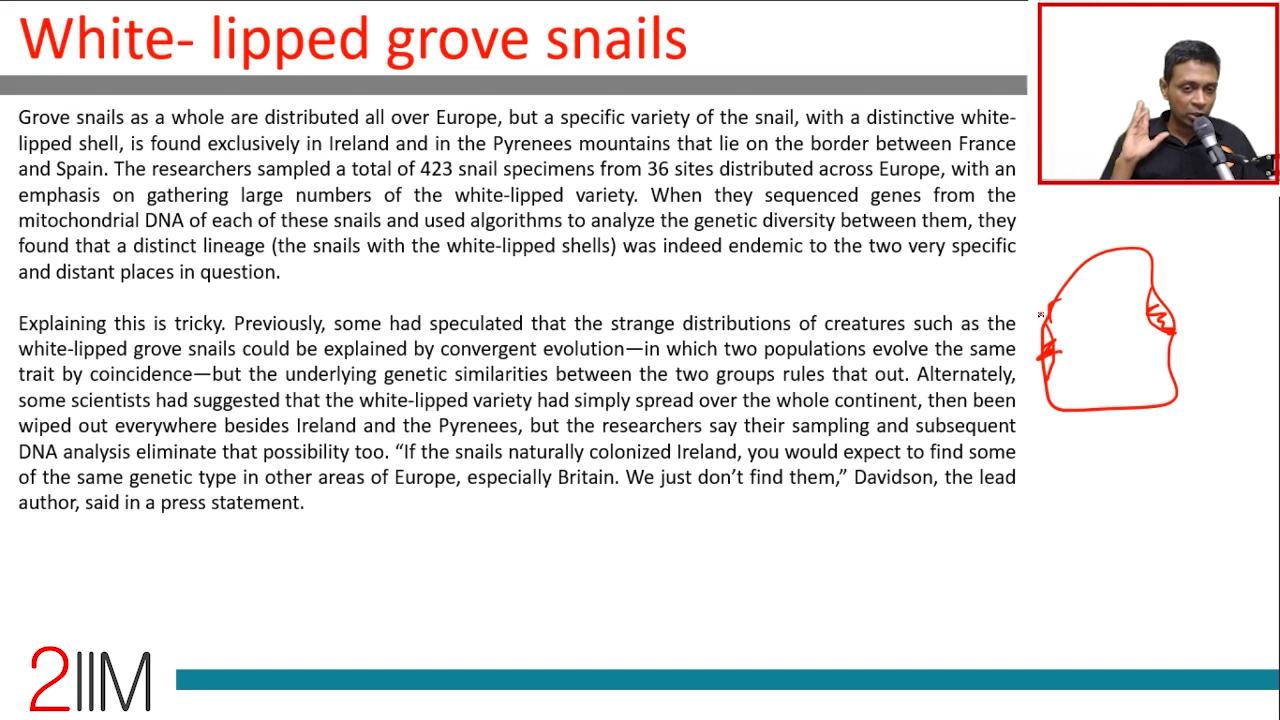 White- lipped grove snails
Grove snails as a whole are distributed all over Europe, but a specific variety of the snail, with a distinctive white-
lipped shell, is found exclusively in Ireland and in the Pyrenees mountains that lie on the border between France
and Spain. The researchers sampled a total of 423 snail specimens from 36 sites distributed across Europe, with an
emphasis on gathering large numbers of the white-lipped variety. When they sequenced genes from the
mitochondrial DNA of each of these snails and used algorithms to analyze the genetic diversity between them, they
found that a distinct lineage (the snails with the white-lipped shells) was indeed endemic to the two very specific
and distant places in question.
Explaining this is tricky. Previously, some had speculated that the strange distributions of creatures such as the
white-lipped grove snails could be explained by convergent evolution—in which two populations evolve the same
trait by coincidence—but the underlying genetic similarities between the two groups rules that out. Alternately,
some scientists had suggested that the white-lipped variety had simply spread over the whole continent, then been
wiped out everywhere besides Ireland and the Pyrenees, but the researchers say their sampling and subsequent
DNA analysis eliminate that possibility too. “If the snails naturally colonized Ireland, you would expect to find some
of the same genetic type in other areas of Europe, especially Britain. We just don’t find them,” Davidson, the lead
author, said in a press statement.
2IIM